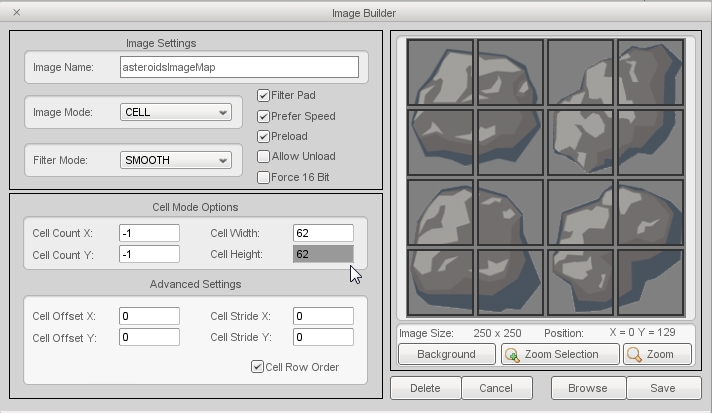 Image Builder
Image Settings
Image Name: asteroidsImageMap
Image Mode: CELL
Filter Mode: SMOOTH
Filter Pad
Prefer Speed
Preload
Allow Unload
Force 16 Bit
Cell Mode Options
Cell Count X: -1 Cell Width: 62
Cell Count Y: -1 Cell Height: 62
Advanced Settings
Cell Offset X: 0 Cell Stride X: 0
Cell Offset Y: 0 Cell Stride Y: 0
Cell Row Order
Image Size: 250 x 250 Position: X = 0 Y = 129
Background Zoom Selection Zoom
Delete Cancel Browse Save